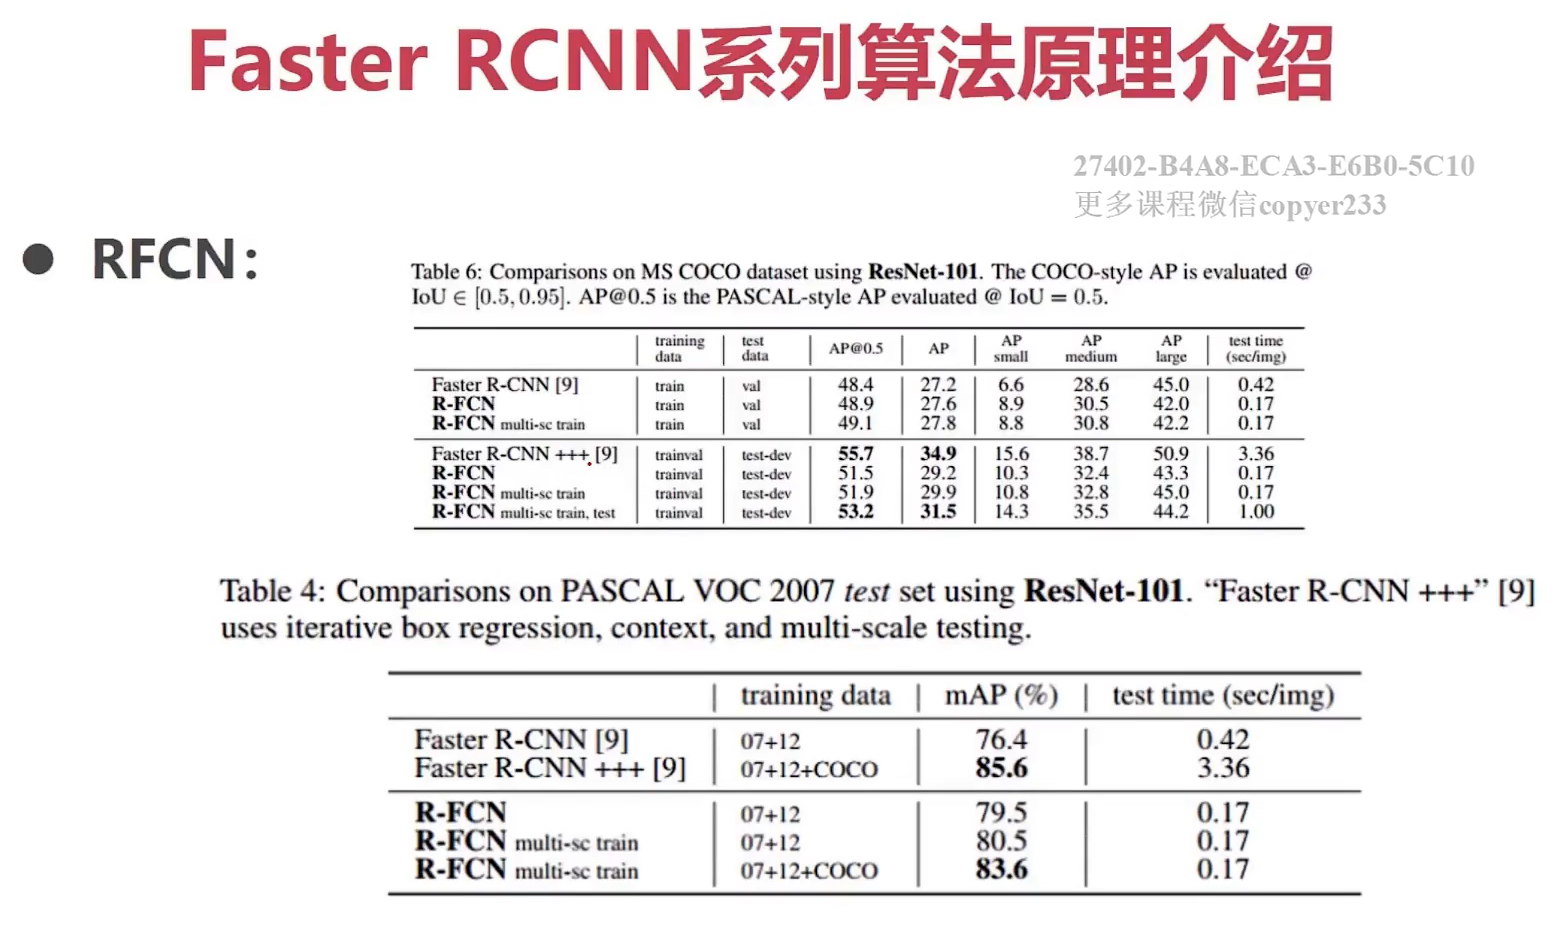 Faster RCNN系列算法原理介绍
27402-B4A8-ECA3-E6B0-5C10
更多课程微信copyer233
● RFCN:
Table 6: Comparisons on MS COCO dataset using ResNet-101. The COCO-style AP is evaluated @
IoU ∈ [0.5, 0.95]. AP@0.5 is the PASCAL-style AP evaluated @ IoU = 0.5.
training data | test data | AP@0.5 | AP | AP small | AP medium | AP large | test time (sec/img)
Faster R-CNN [9] | train | val | 48.4 | 27.2 | 6.6 | 28.6 | 45.0 | 0.42
R-FCN | train | val | 48.9 | 27.6 | 8.9 | 30.5 | 42.0 | 0.17
R-FCN multi-sc train | train | val | 49.1 | 27.8 | 8.8 | 30.8 | 42.2 | 0.17
Faster R-CNN +++ [9] | trainval | test-dev | 55.7 | 34.9 | 15.6 | 38.7 | 50.9 | 3.36
R-FCN | trainval | test-dev | 51.5 | 29.2 | 10.3 | 32.4 | 43.3 | 0.17
R-FCN multi-sc train | trainval | test-dev | 51.9 | 29.9 | 10.8 | 32.8 | 45.0 | 0.17
R-FCN multi-sc train, test | trainval | test-dev | 53.2 | 31.5 | 14.3 | 35.5 | 44.2 | 1.00
Table 4: Comparisons on PASCAL VOC 2007 test set using ResNet-101. “Faster R-CNN +++” [9]
uses iterative box regression, context, and multi-scale testing.
training data | mAP (%) | test time (sec/img)
Faster R-CNN [9] | 07+12 | 76.4 | 0.42
Faster R-CNN +++ [9] | 07+12+COCO | 85.6 | 3.36
R-FCN | 07+12 | 79.5 | 0.17
R-FCN multi-sc train | 07+12 | 80.5 | 0.17
R-FCN multi-sc train | 07+12+COCO | 83.6 | 0.17